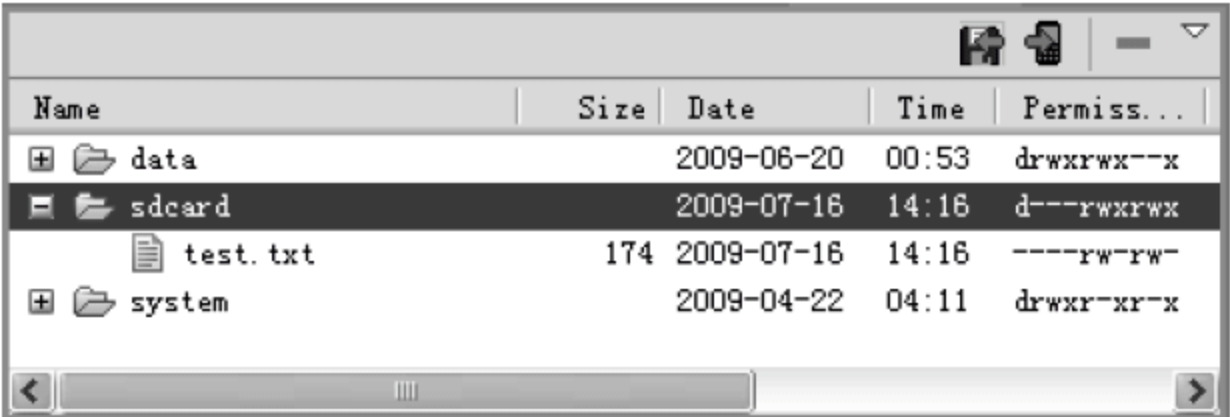 Name Size Date Time Permiss...
data 2009-06-20 00:53 drwxrwx--x
sdcard 2009-07-16 14:16 d---rwxrwx
test.txt 174 2009-07-16 14:16 ----rw-rw-
system 2009-04-22 04:11 drwxr-xr-x